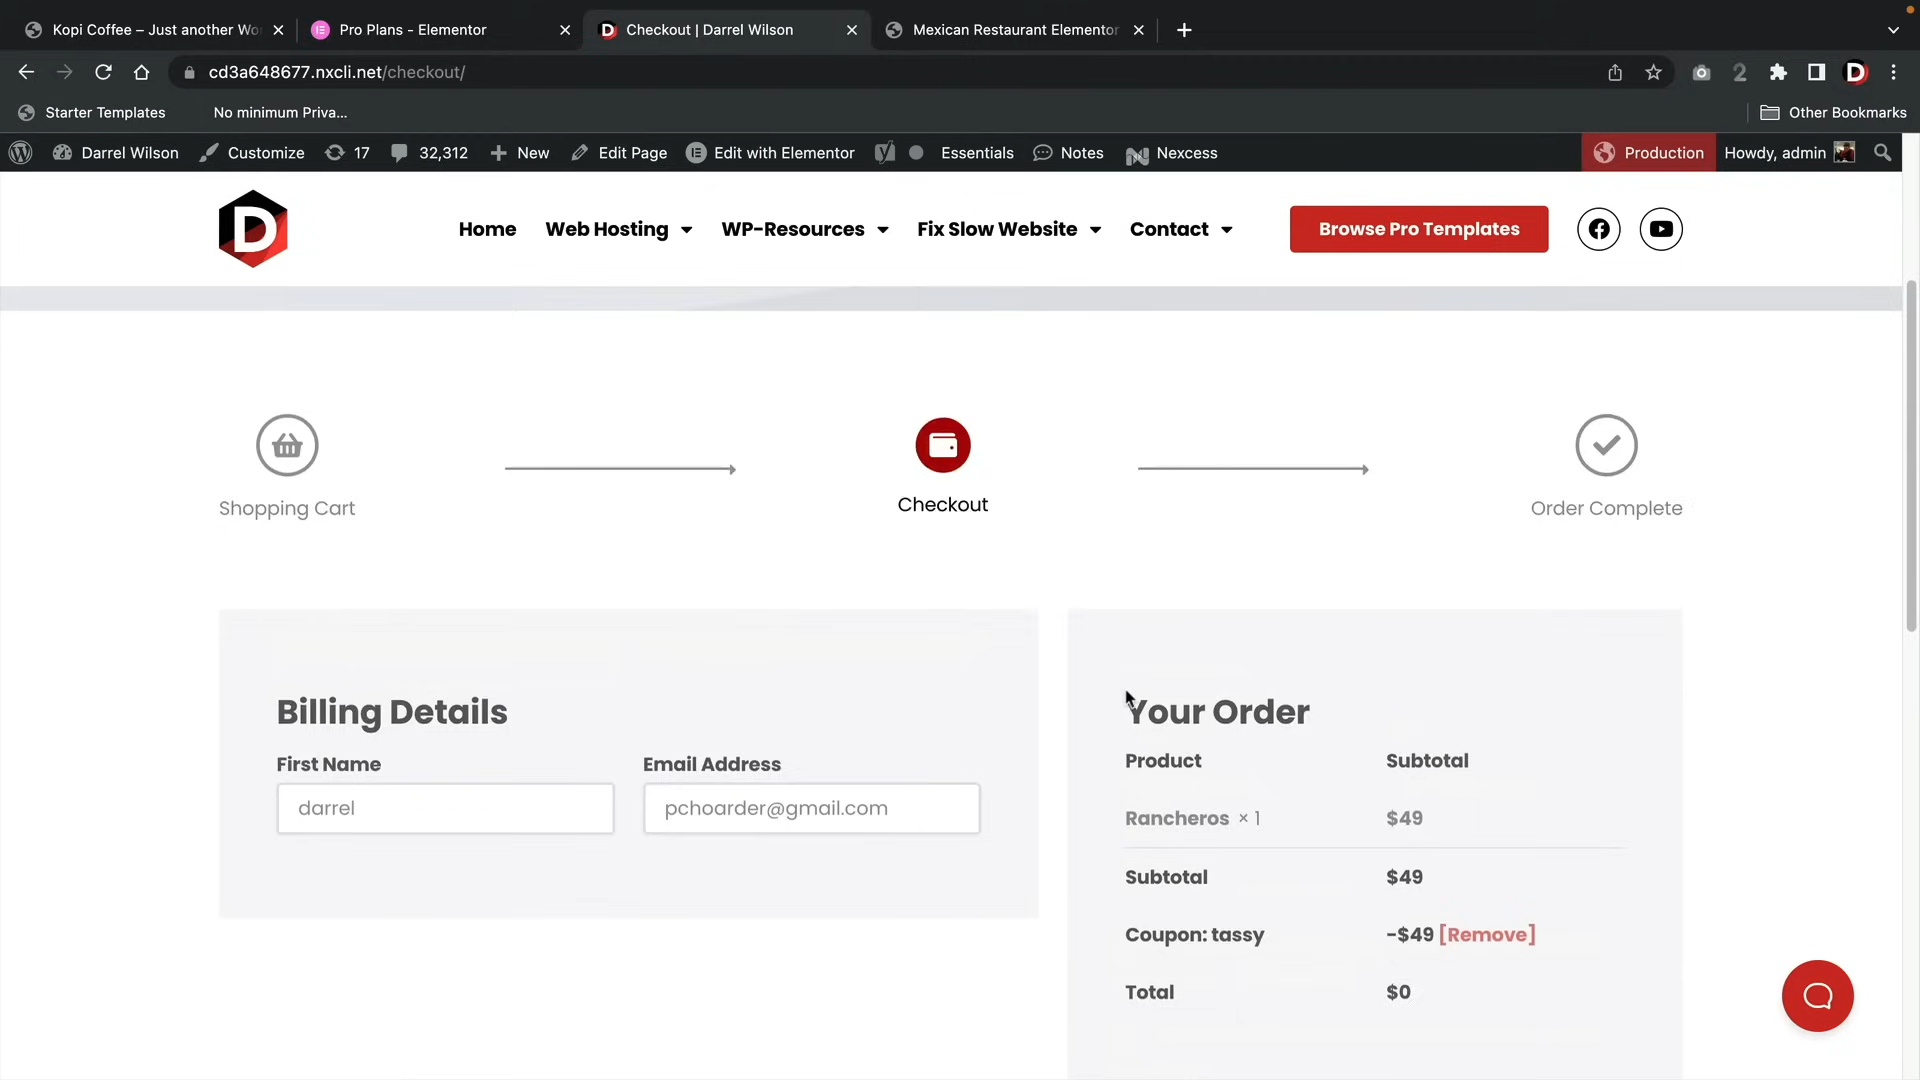 Kopi Coffee – Just another Wo
Pro Plans - Elementor
Checkout | Darrel Wilson
Mexican Restaurant Elementor
cd3a648677.nxcli.net/checkout/
2
D
Starter Templates
No minimum Priva...
Other Bookmarks
Darrel Wilson
Customize
17
32,312
New
Edit Page
Edit with Elementor
Essentials
Notes
Nexcess
Production
Howdy, admin
D
Home
Web Hosting
WP-Resources
Fix Slow Website
Contact
Browse Pro Templates
Shopping Cart
Checkout
Order Complete
Billing Details
First Name
Email Address
darrel
pchoarder@gmail.com
Your Order
Product Subtotal
Rancheros × 1 $49
Subtotal $49
Coupon: tassy -$49 [Remove]
Total $0